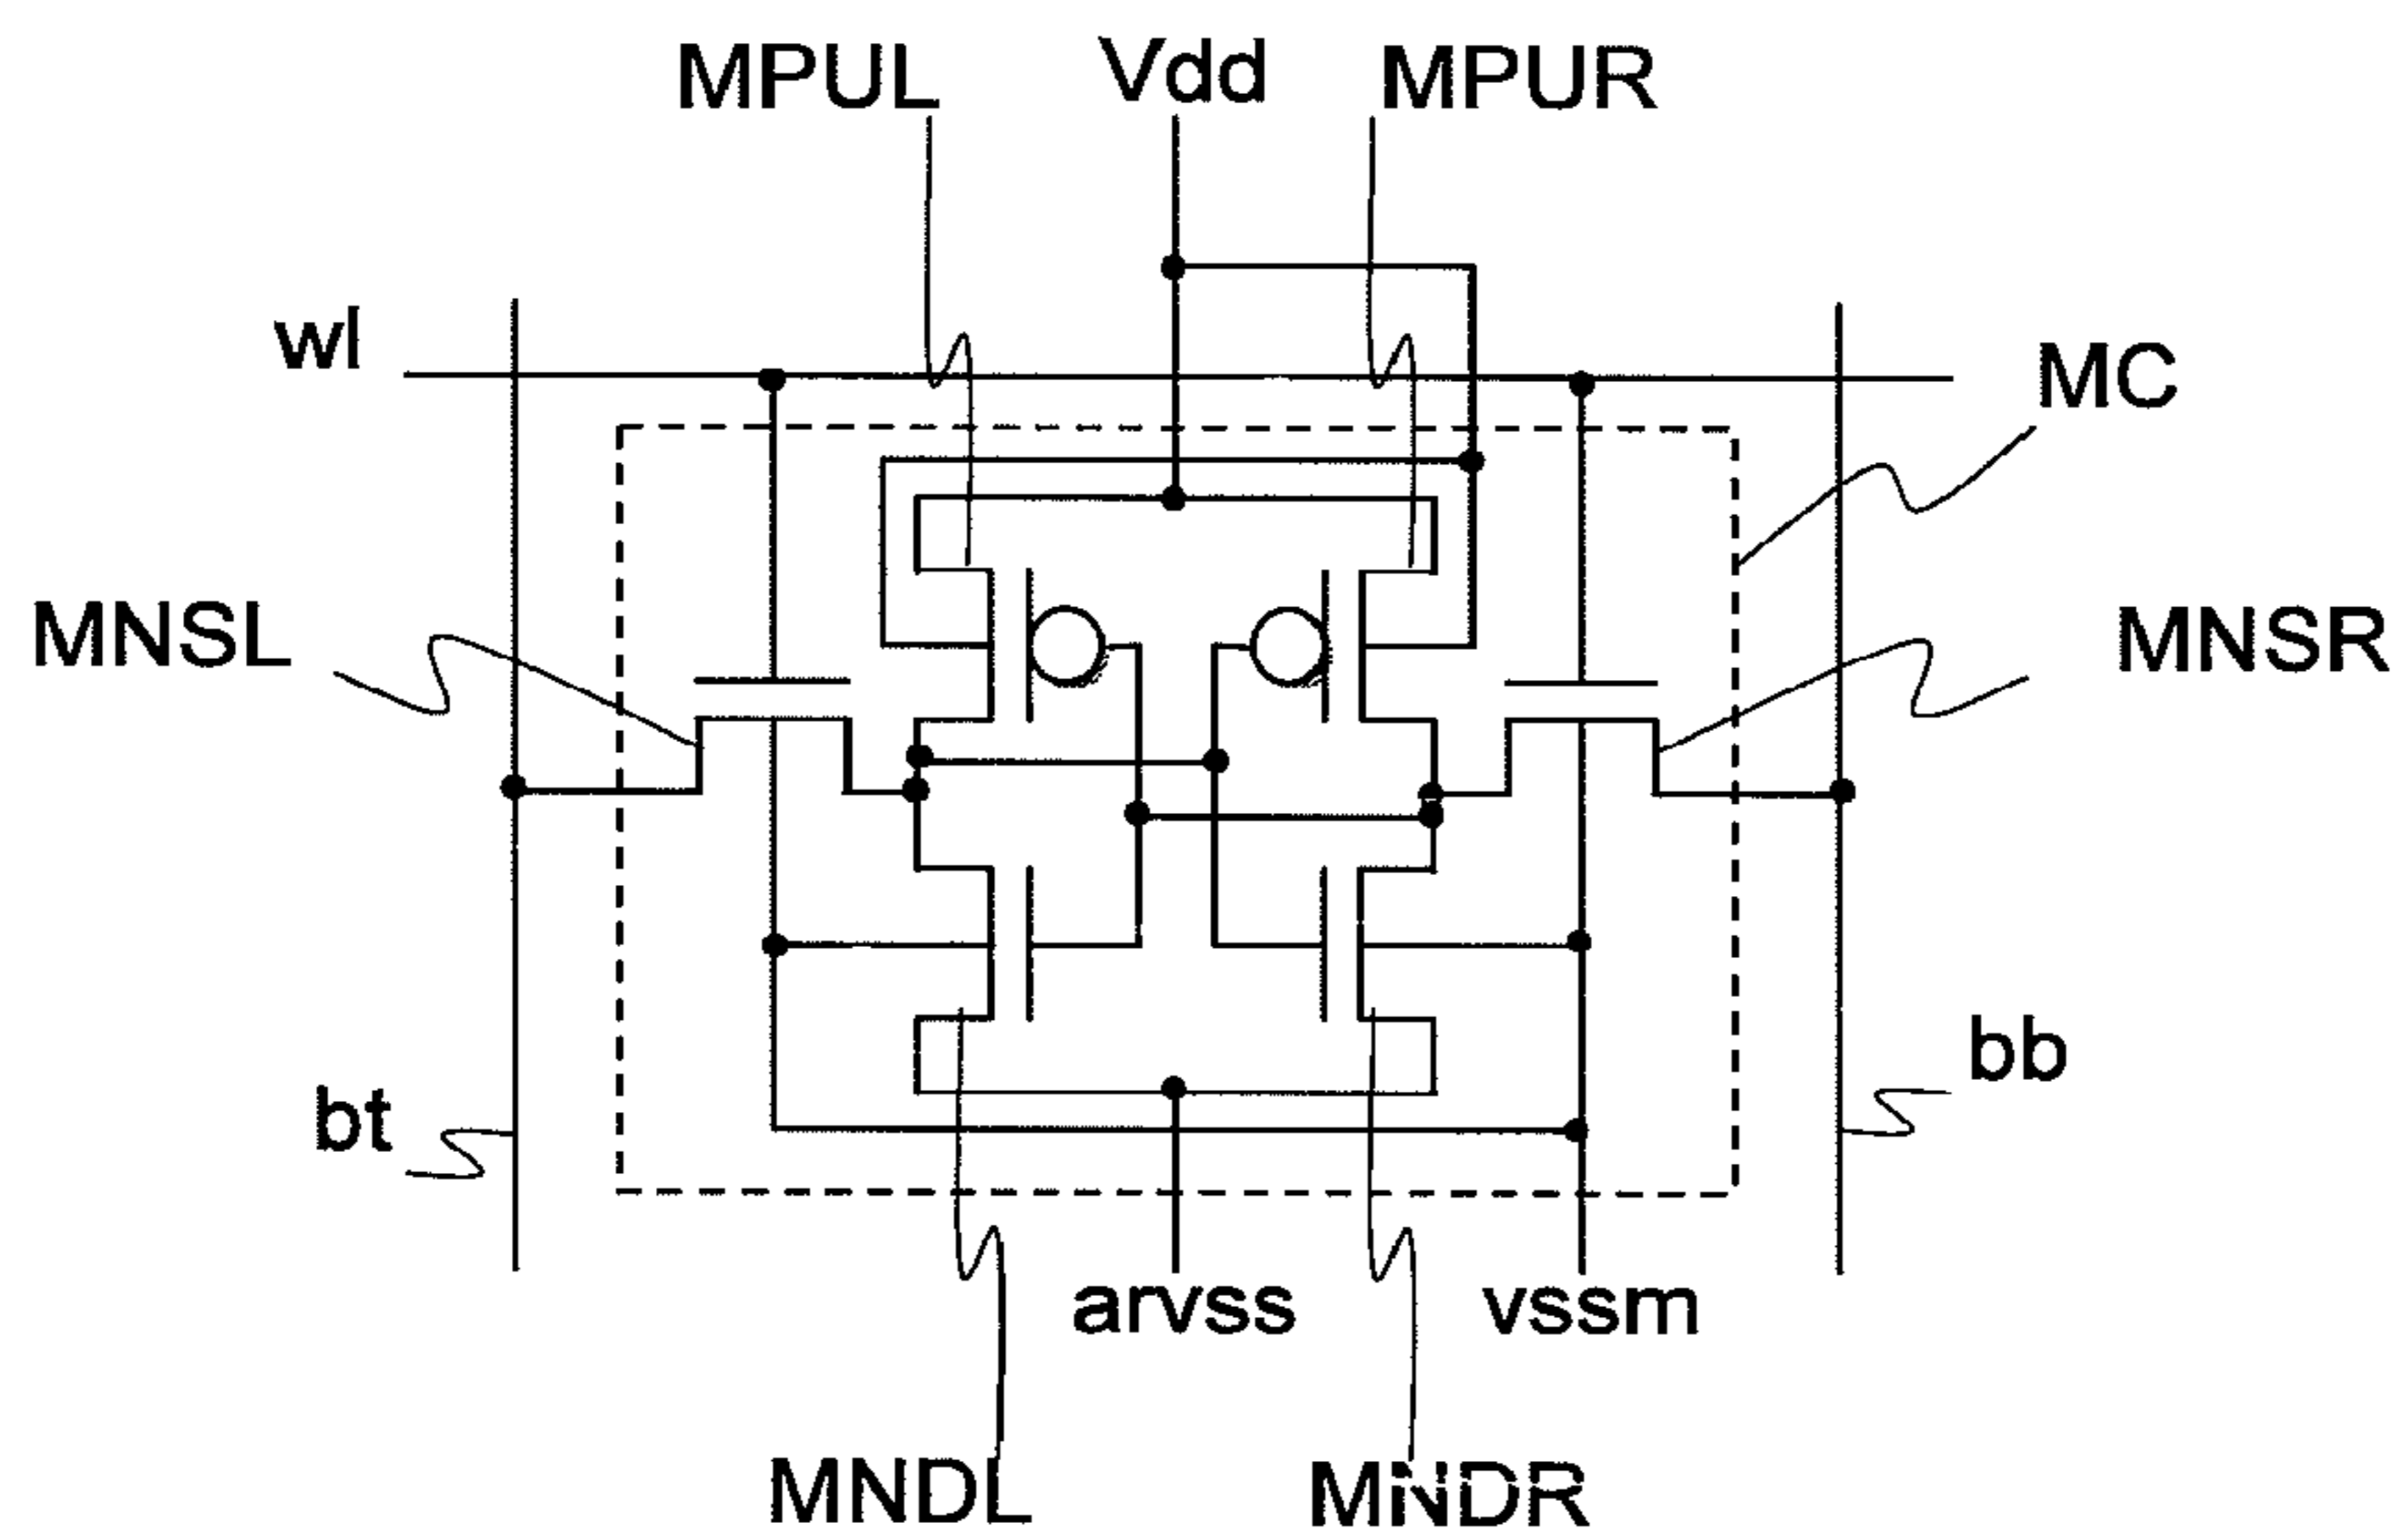 MPUL Vdd MPUR
wl
MC
MNSL
MNSR
bb
bt
arvss vssm
MNDL MNDR